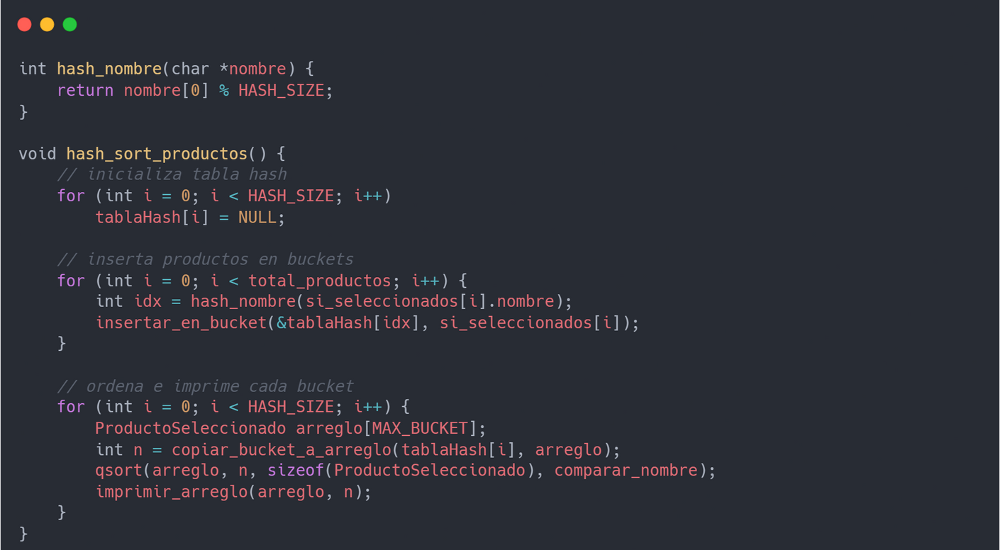 int hash_nombre(char *nombre) {
    return nombre[0] % HASH_SIZE;
}

void hash_sort_productos() {
    // inicializa tabla hash
    for (int i = 0; i < HASH_SIZE; i++)
        tablaHash[i] = NULL;

    // inserta productos en buckets
    for (int i = 0; i < total_productos; i++) {
        int idx = hash_nombre(si_seleccionados[i].nombre);
        insertar_en_bucket(&tablaHash[idx], si_seleccionados[i]);
    }

    // ordena e imprime cada bucket
    for (int i = 0; i < HASH_SIZE; i++) {
        ProductoSeleccionado arreglo[MAX_BUCKET];
        int n = copiar_bucket_a_arreglo(tablaHash[i], arreglo);
        qsort(arreglo, n, sizeof(ProductoSeleccionado), comparar_nombre);
        imprimir_arreglo(arreglo, n);
    }
}